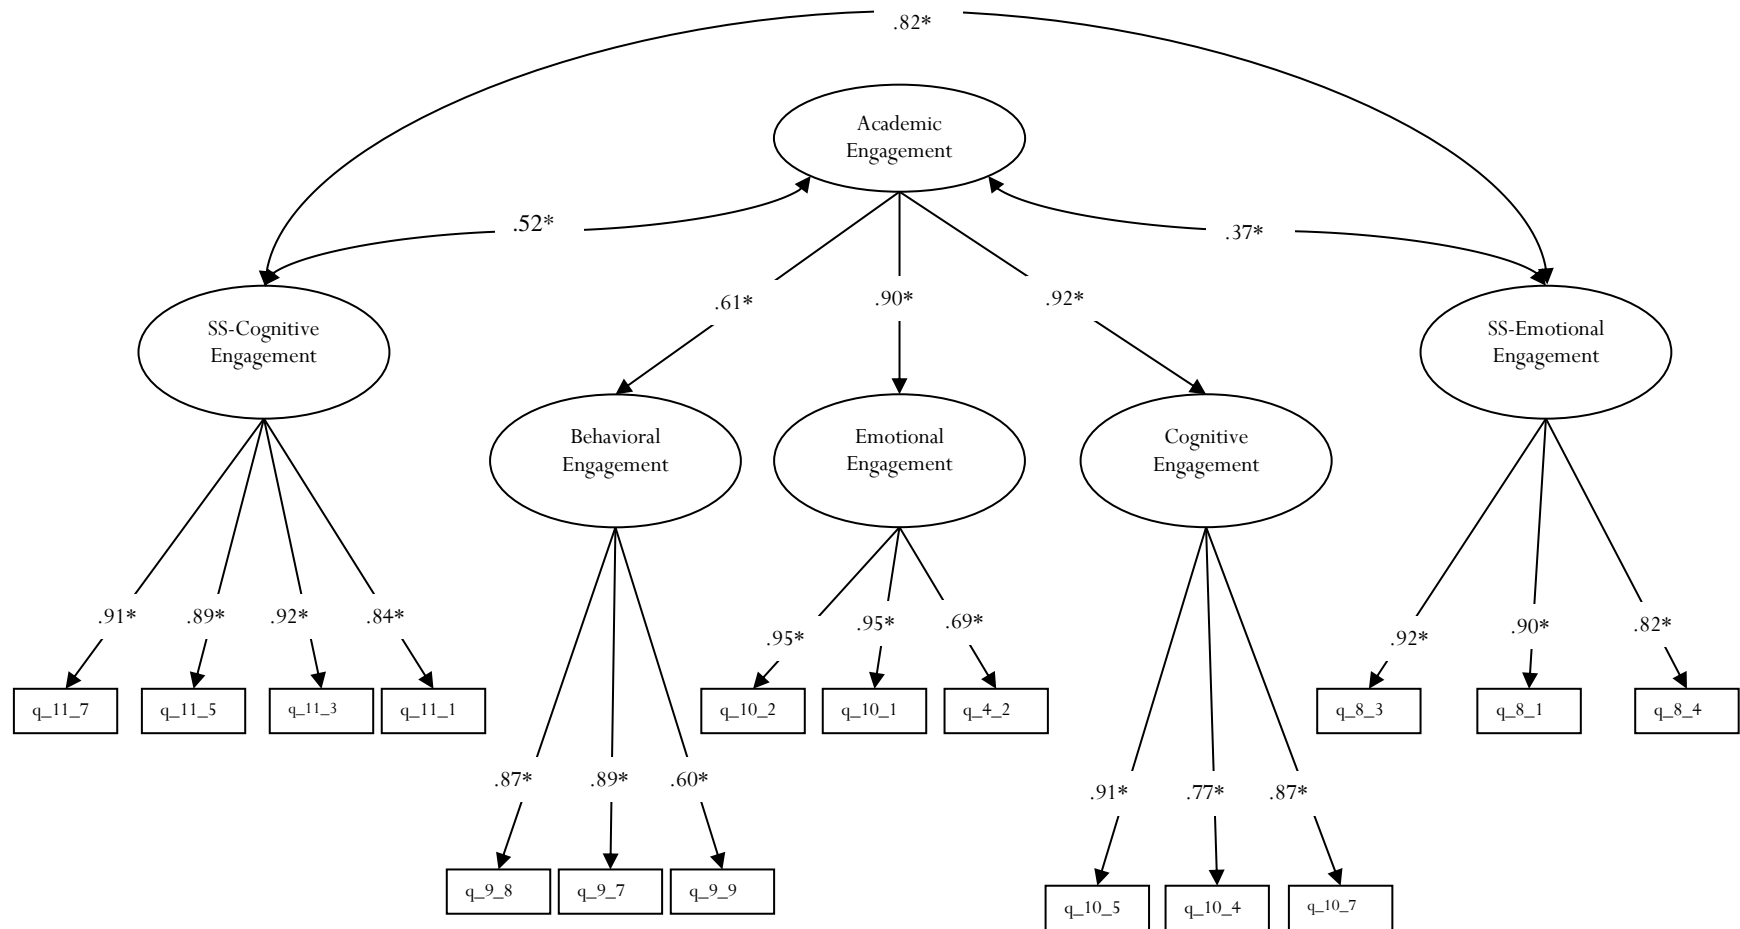 .82*
Academic
Engagement
.52*
.37*
.61*
.90*
.92*
SS-Cognitive
Engagement
SS-Emotional
Engagement
Behavioral
Engagement
Emotional
Engagement
Cognitive
Engagement
.91*
.89*
.92*
.84*
.95*
.95*
.69*
.92*
.90*
.82*
q_11_7
q_11_5
q_11_3
q_11_1
q_10_2
q_10_1
q_4_2
q_8_3
q_8_1
q_8_4
.87*
.89*
.60*
.91*
.77*
.87*
q_9_8
q_9_7
q_9_9
q_10_5
q_10_4
q_10_7